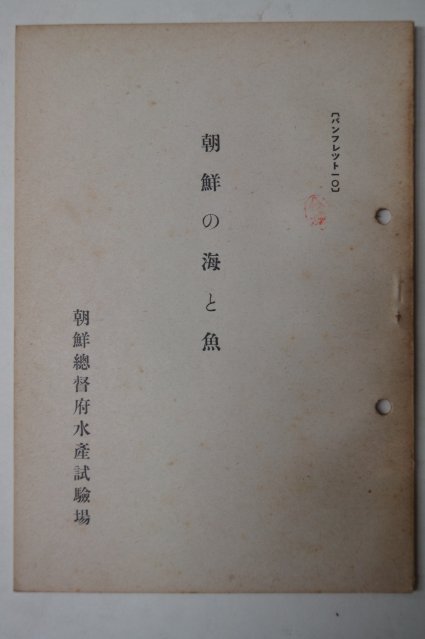 [パンフレツト一〇]
朝鮮の海と魚
朝鮮總督府水產試驗場